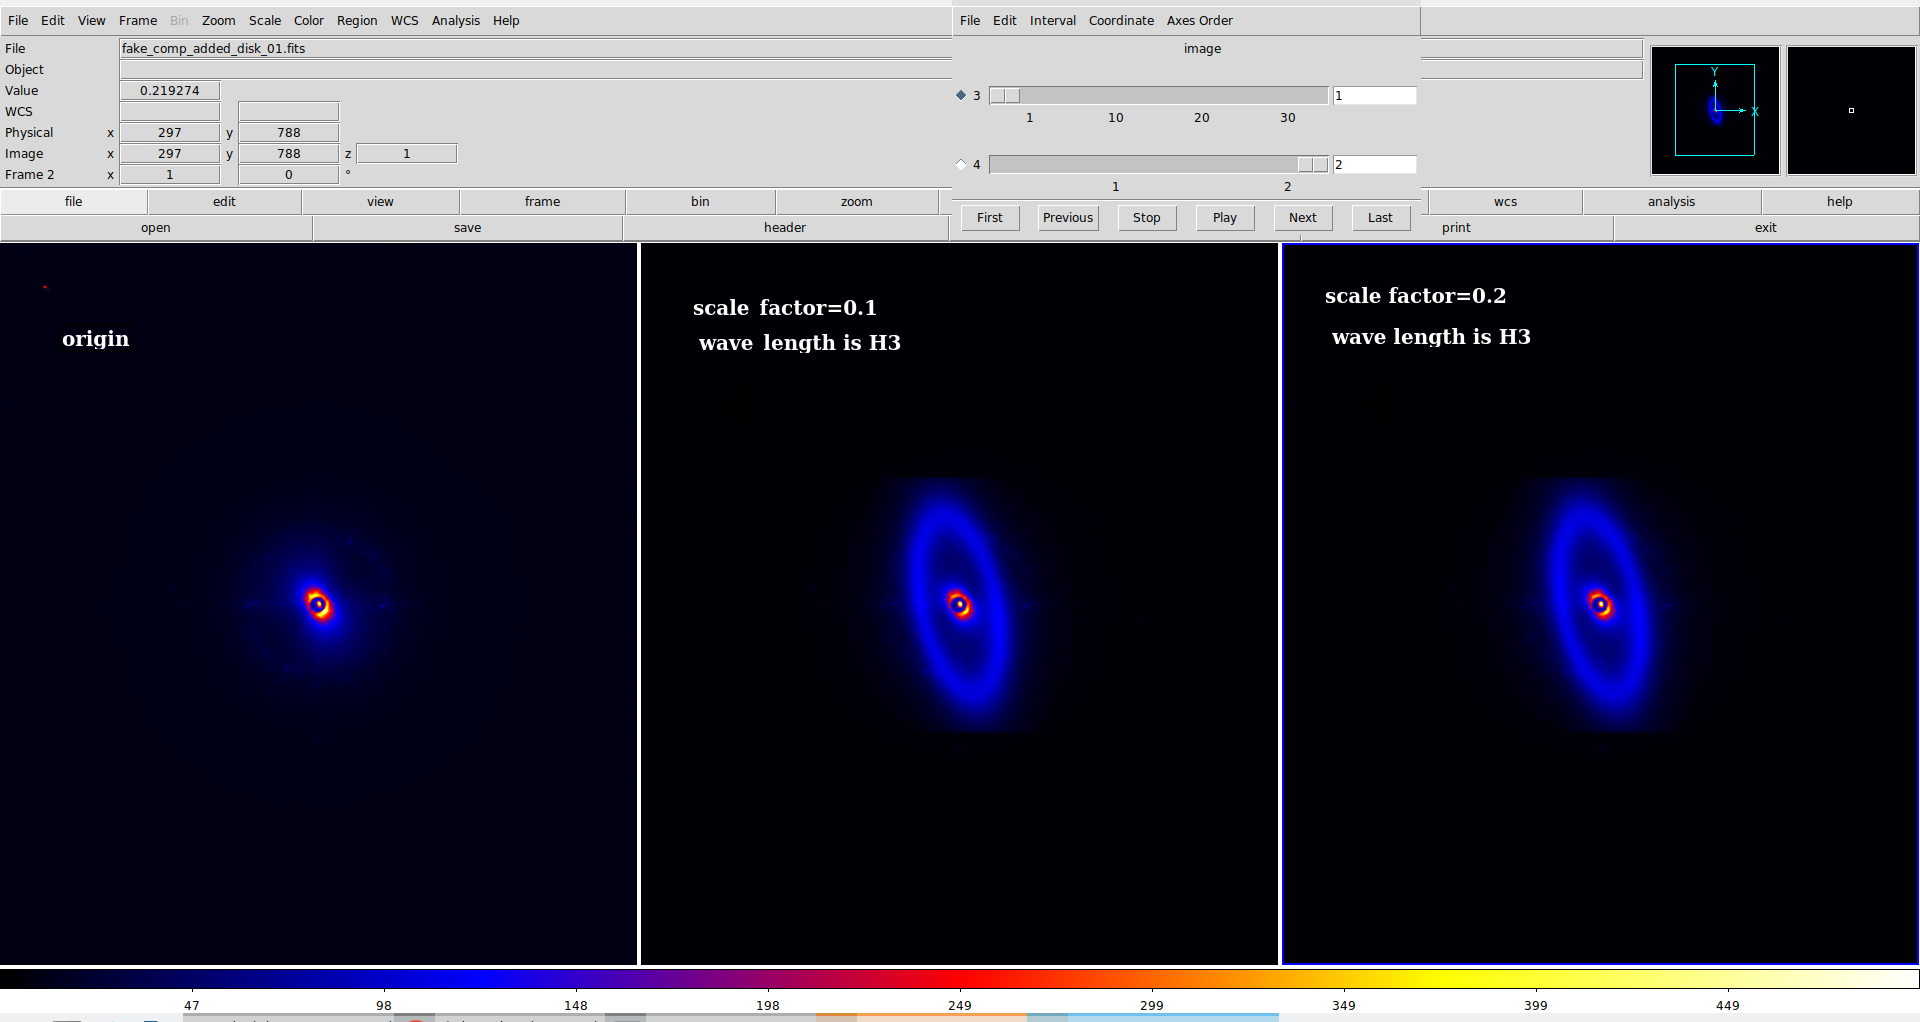 File Edit View Frame Bin Zoom Scale Color Region WCS Analysis Help
File fake_comp_added_disk_01.fits
Object
Value 0.219274
WCS
Physical x 297 y 788
Image x 297 y 788 z 1
Frame 2 x 1 0 °
File Edit Interval Coordinate Axes Order
image
3 1
1 10 20 30
4 2
1 2
First Previous Stop Play Next Last
Y
X
file edit view frame bin zoom wcs analysis help
open save header print exit
origin
scale factor=0.1
wave length is H3
scale factor=0.2
wave length is H3
47 98 148 198 249 299 349 399 449